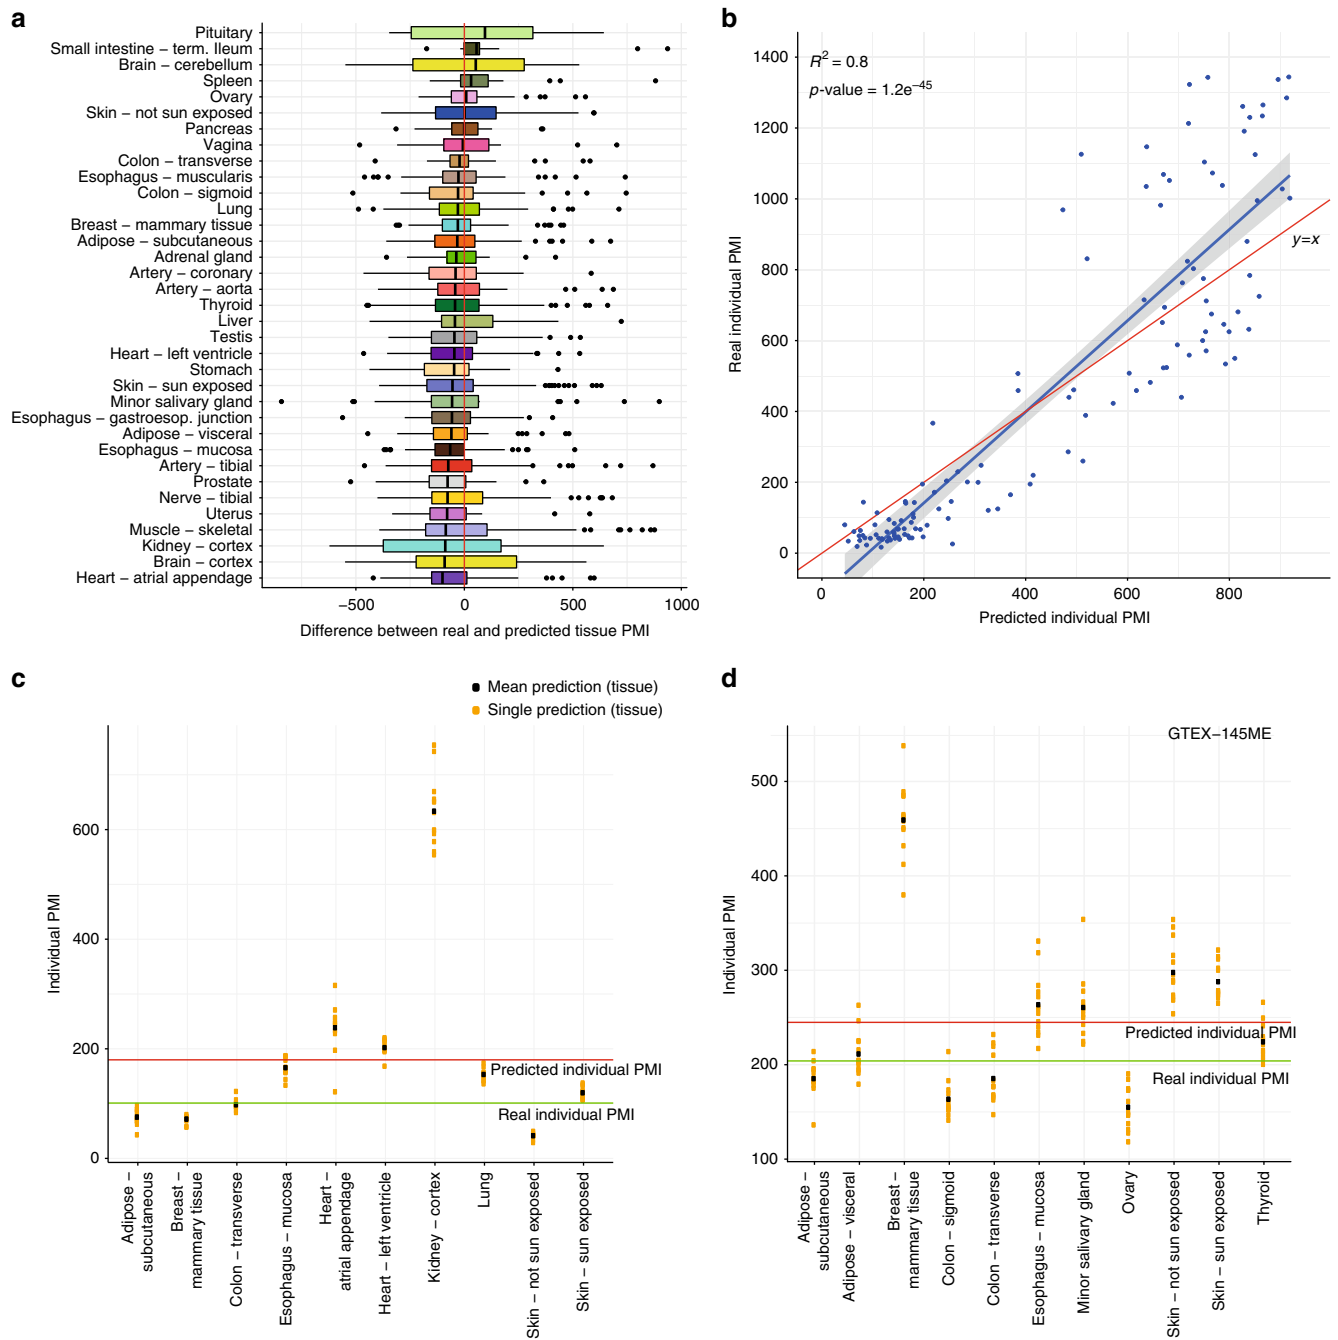 a
Pituitary
Small intestine – term. Ileum
Brain – cerebellum
Spleen
Ovary
Skin – not sun exposed
Pancreas
Vagina
Colon – transverse
Esophagus – muscularis
Colon – sigmoid
Lung
Breast – mammary tissue
Adipose – subcutaneous
Adrenal gland
Artery – coronary
Artery – aorta
Thyroid
Liver
Testis
Heart – left ventricle
Stomach
Skin – sun exposed
Minor salivary gland
Esophagus – gastroesop. junction
Adipose – visceral
Esophagus – mucosa
Artery – tibial
Prostate
Nerve – tibial
Uterus
Muscle – skeletal
Kidney – cortex
Brain – cortex
Heart – atrial appendage
−500 0 500 1000
Difference between real and predicted tissue PMI
b
R² = 0.8
p-value = 1.2e⁻⁴⁵
y=x
Real individual PMI
1400
1200
1000
800
600
400
200
0
0 200 400 600 800
Predicted individual PMI
c
Mean prediction (tissue)
Single prediction (tissue)
Individual PMI
600
400
200
0
Predicted individual PMI
Real individual PMI
Adipose –
subcutaneous
Breast –
mammary tissue
Colon – transverse
Esophagus – mucosa
Heart –
atrial appendage
Heart – left ventricle
Kidney – cortex
Lung
Skin – not sun exposed
Skin – sun exposed
d
GTEX−145ME
Individual PMI
500
400
300
200
100
Predicted individual PMI
Real individual PMI
Adipose –
subcutaneous
Adipose – visceral
Breast –
mammary tissue
Colon – sigmoid
Colon – transverse
Esophagus – mucosa
Minor salivary gland
Ovary
Skin – not sun exposed
Skin – sun exposed
Thyroid